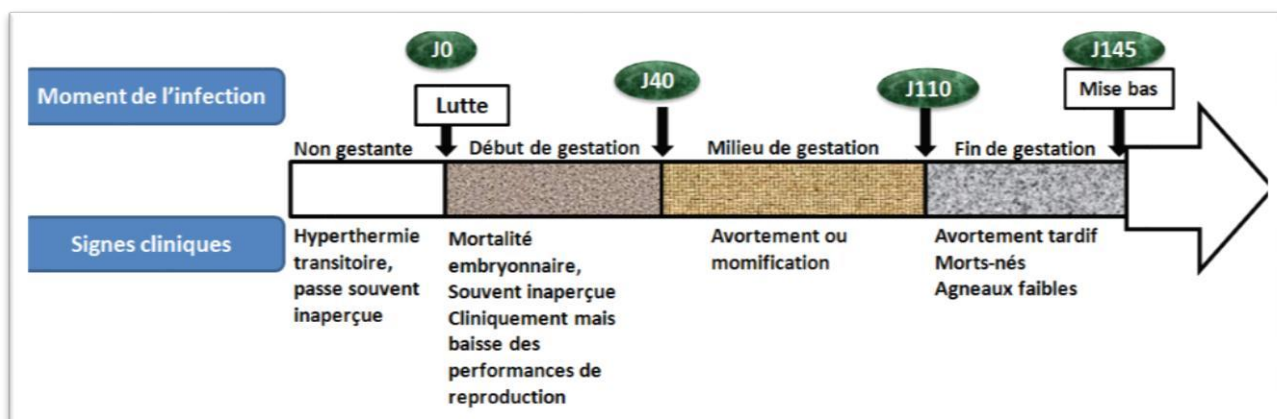 J0
J40
J110
J145
Moment de l'infection
Lutte
Mise bas
Non gestante
Début de gestation
Milieu de gestation
Fin de gestation
Signes cliniques
Hyperthermie
transitoire,
passe souvent
inaperçue
Mortalité
embryonnaire,
Souvent inaperçue
Cliniquement mais
baisse des
performances de
reproduction
Avortement ou
momification
Avortement tardif
Morts-nés
Agneaux faibles